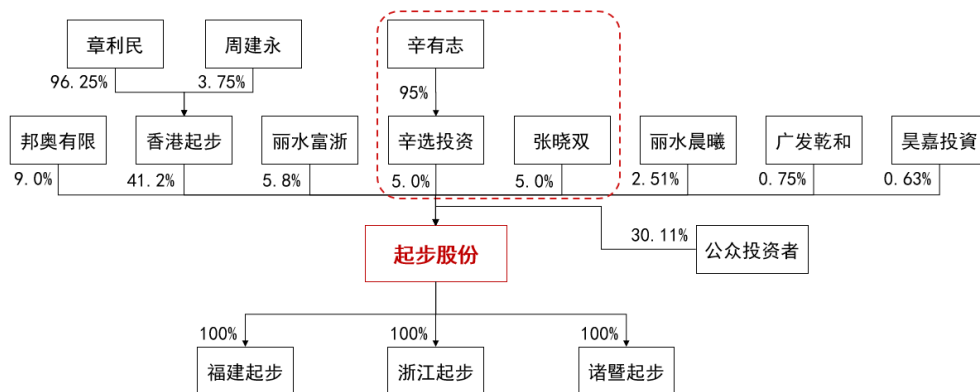 章利民
周建永
辛有志
96.25%
3.75%
95%
邦奥有限
香港起步
丽水富浙
辛选投资
张晓双
丽水晨曦
广发乾和
昊嘉投資
9.0%
41.2%
5.8%
5.0%
5.0%
2.51%
0.75%
0.63%
起步股份
30.11%
公众投资者
100%
100%
100%
福建起步
浙江起步
诸暨起步